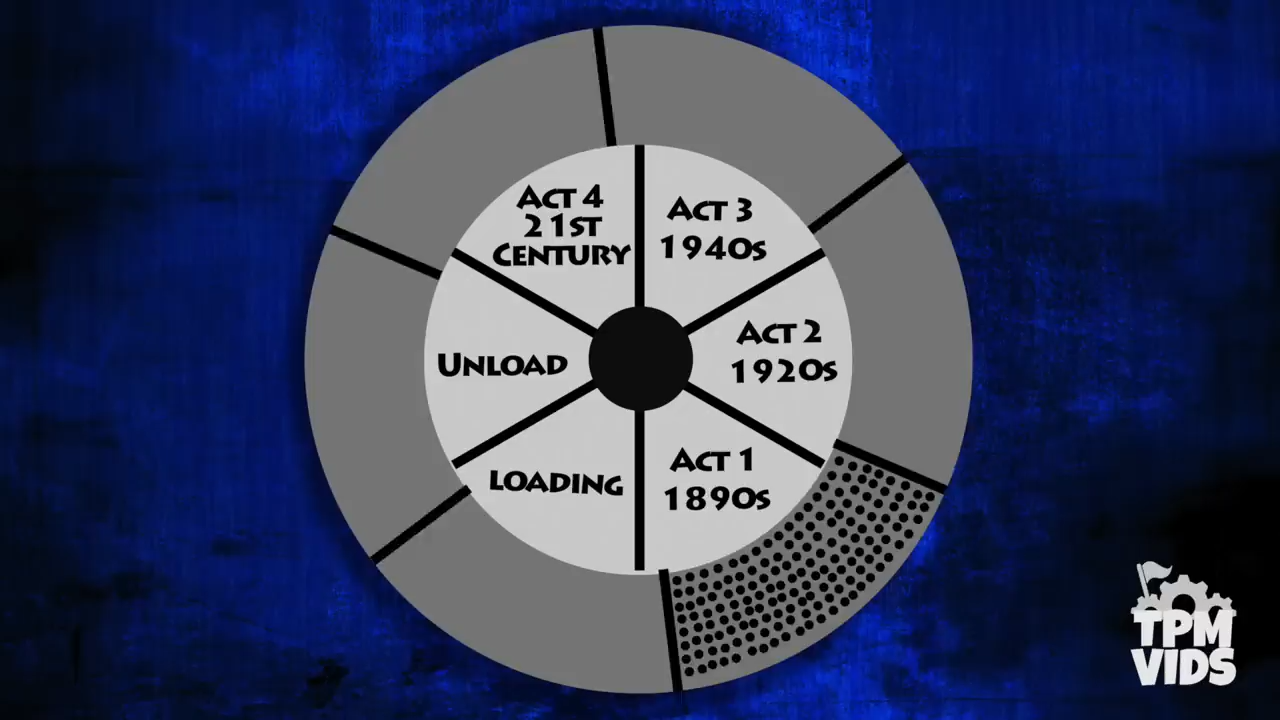 Act 4
21st
Century
Act 3
1940s
Act 2
1920s
Act 1
1890s
Loading
Unload
TPM
VIDS